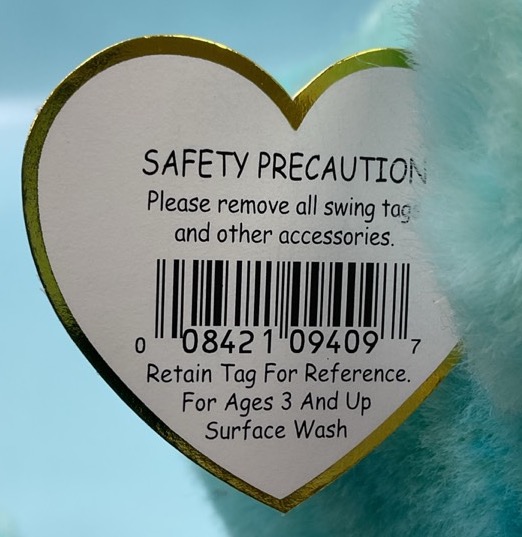 SAFETY PRECAUTION
Please remove all swing tags
and other accessories.
0 08421 09409 7
Retain Tag For Reference.
For Ages 3 And Up
Surface Wash